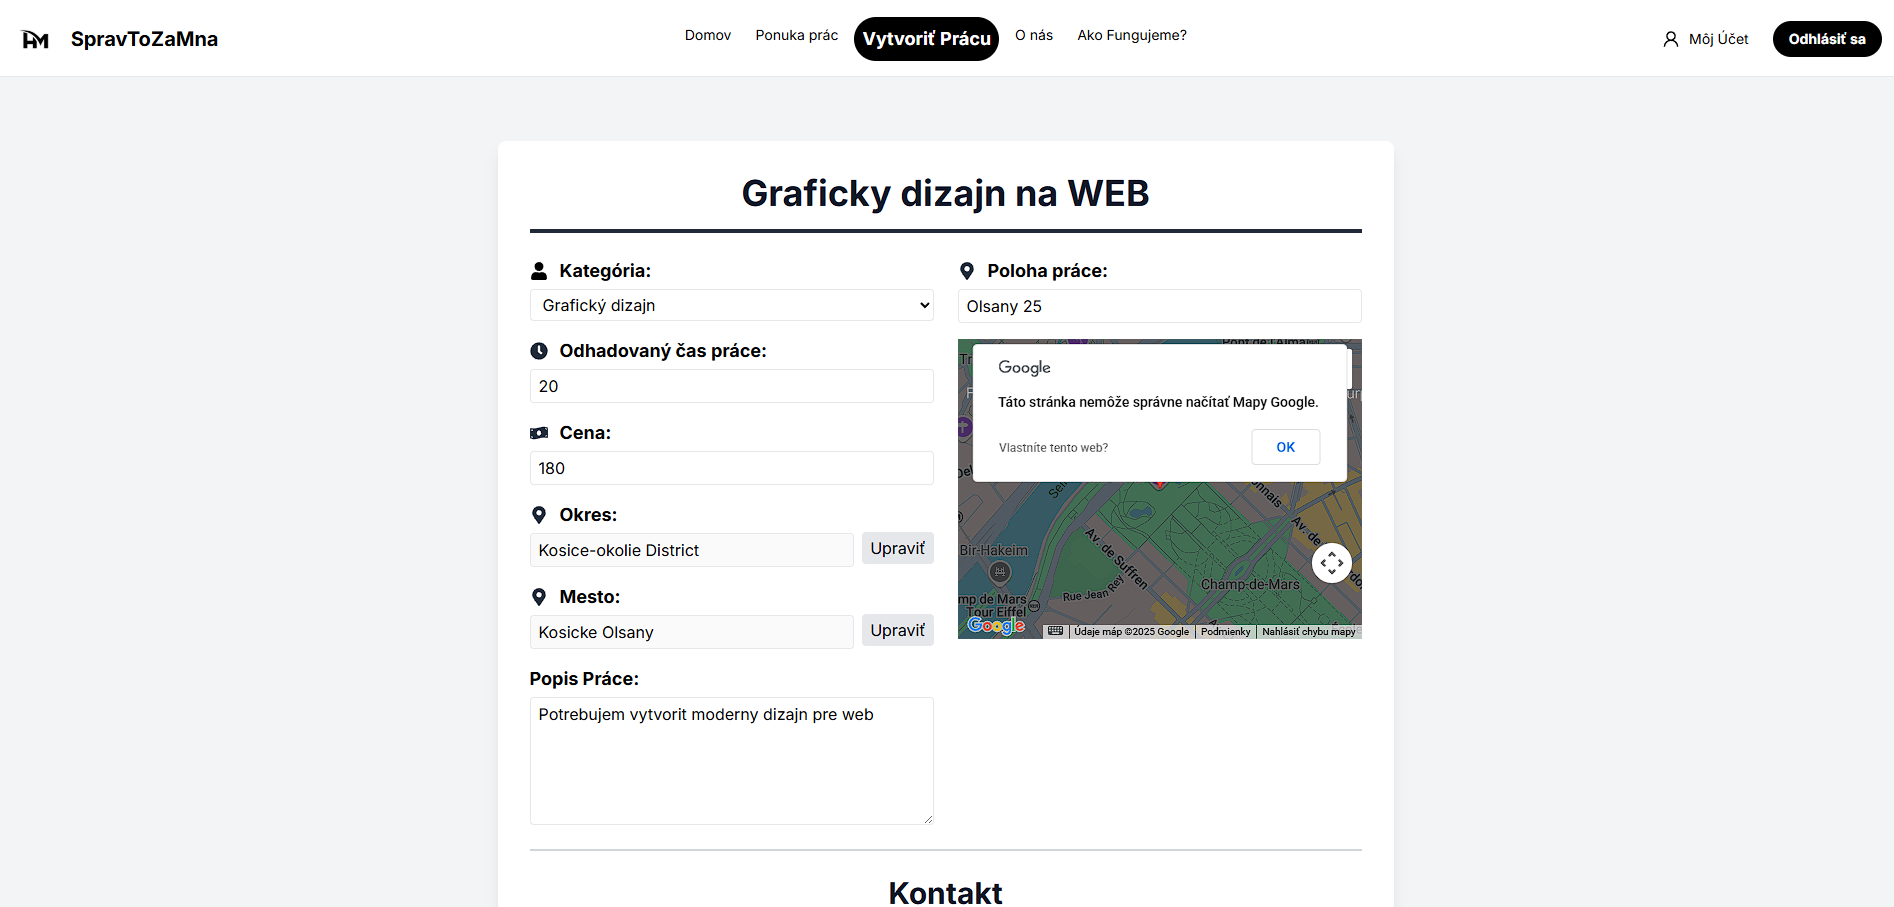 SpravToZaMna
Domov
Ponuka prác
Vytvoriť Prácu
O nás
Ako Fungujeme?
Môj Účet
Odhlásiť sa
Graficky dizajn na WEB
Kategória:
Grafický dizajn
Odhadovaný čas práce:
20
Cena:
180
Okres:
Kosice-okolie District
Upraviť
Mesto:
Kosicke Olsany
Upraviť
Popis Práce:
Potrebujem vytvorit moderny dizajn pre web
Poloha práce:
Olsany 25
Pont de l'Alma
Google
Táto stránka nemôže správne načítať Mapy Google.
Vlastníte tento web?
OK
Bir-Hakeim
Av. de Suffren
Champ-de-Mars
Rue Jean Rey
mp de Mars
Tour Eiffel
Google
Údaje máp ©2025 Google
Podmienky
Nahlásiť chybu mapy
Kontakt